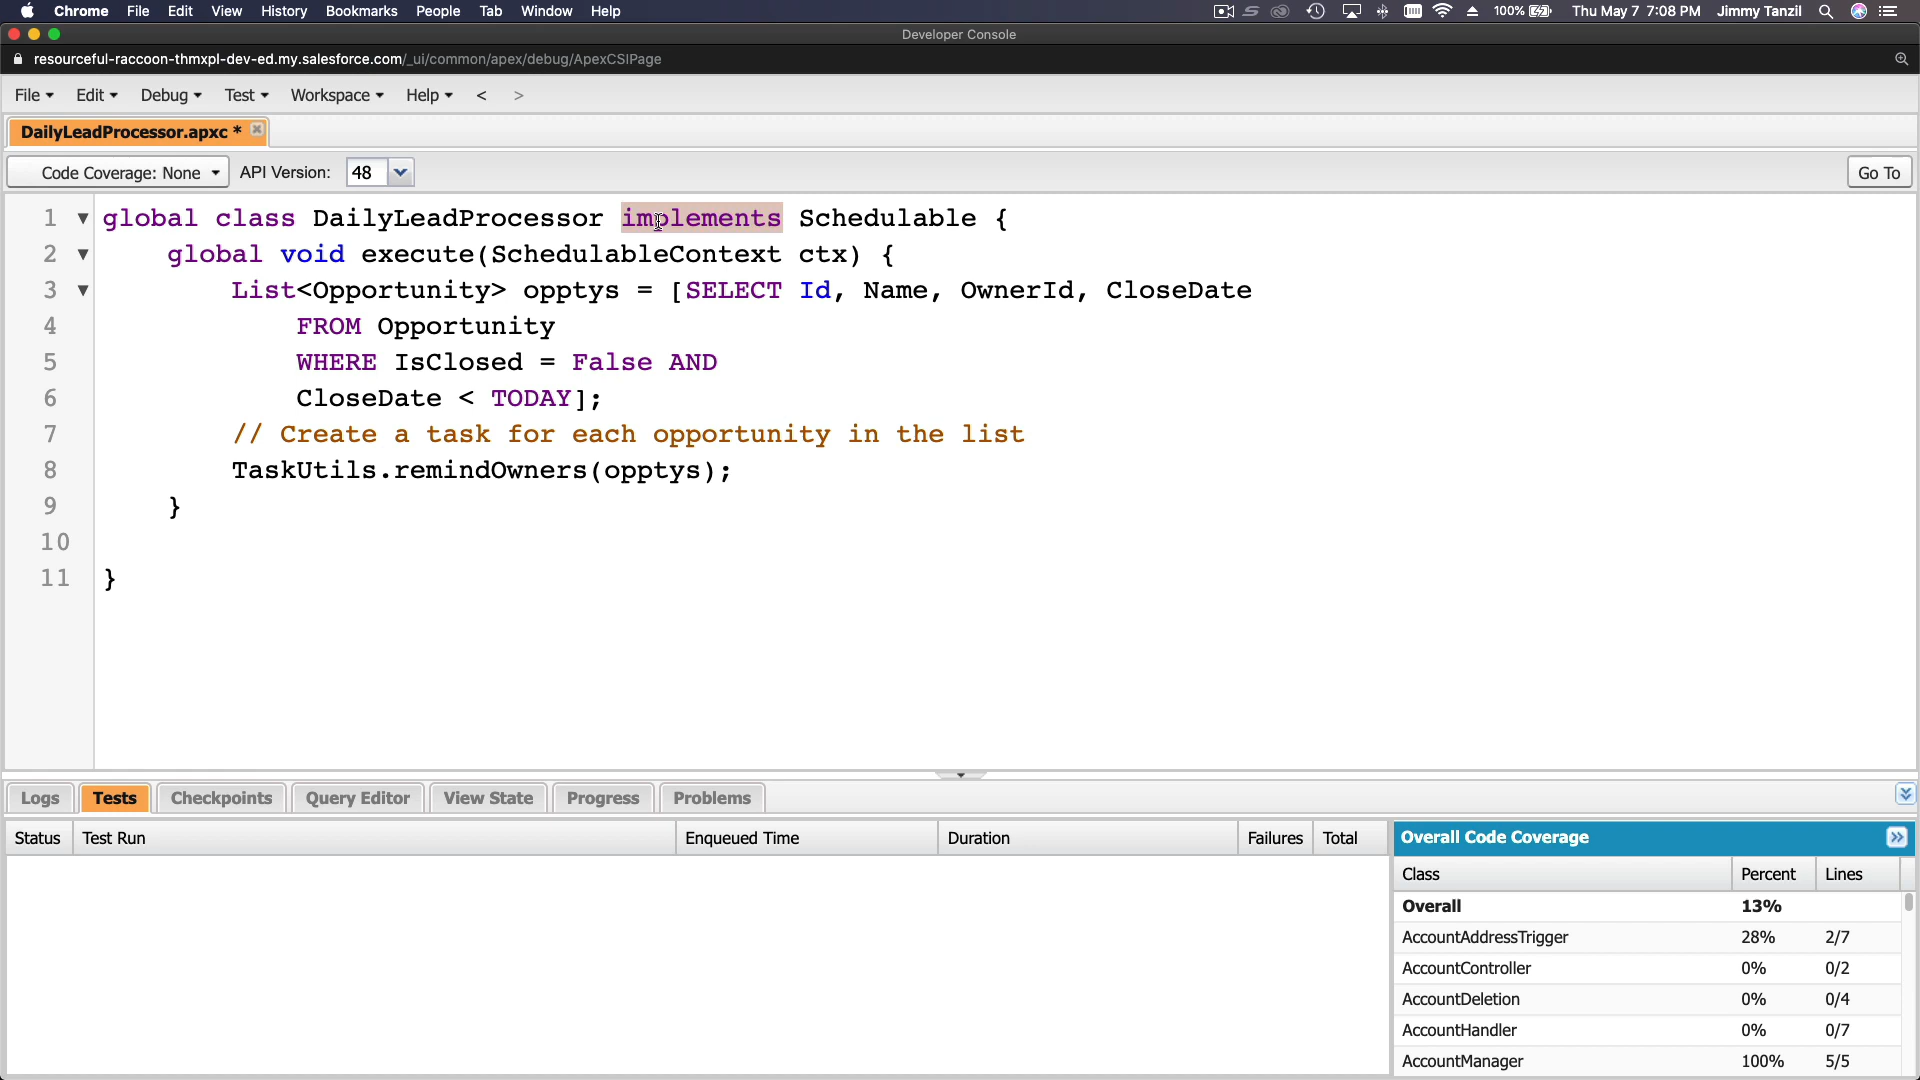 Chrome File Edit View History Bookmarks People Tab Window Help 100% Thu May 7 7:08 PM Jimmy Tanzil
Developer Console
resourceful-raccoon-thmxpl-dev-ed.my.salesforce.com/_ui/common/apex/debug/ApexCSIPage
File Edit Debug Test Workspace Help < >
DailyLeadProcessor.apxc *
Code Coverage: None API Version: 48 Go To
1 global class DailyLeadProcessor implements Schedulable {
2 global void execute(SchedulableContext ctx) {
3 List<Opportunity> opptys = [SELECT Id, Name, OwnerId, CloseDate
4 FROM Opportunity
5 WHERE IsClosed = False AND
6 CloseDate < TODAY];
7 // Create a task for each opportunity in the list
8 TaskUtils.remindOwners(opptys);
9 }
10
11 }
Logs Tests Checkpoints Query Editor View State Progress Problems
Status Test Run Enqueued Time Duration Failures Total Overall Code Coverage
Class Percent Lines
Overall 13%
AccountAddressTrigger 28% 2/7
AccountController 0% 0/2
AccountDeletion 0% 0/4
AccountHandler 0% 0/7
AccountManager 100% 5/5